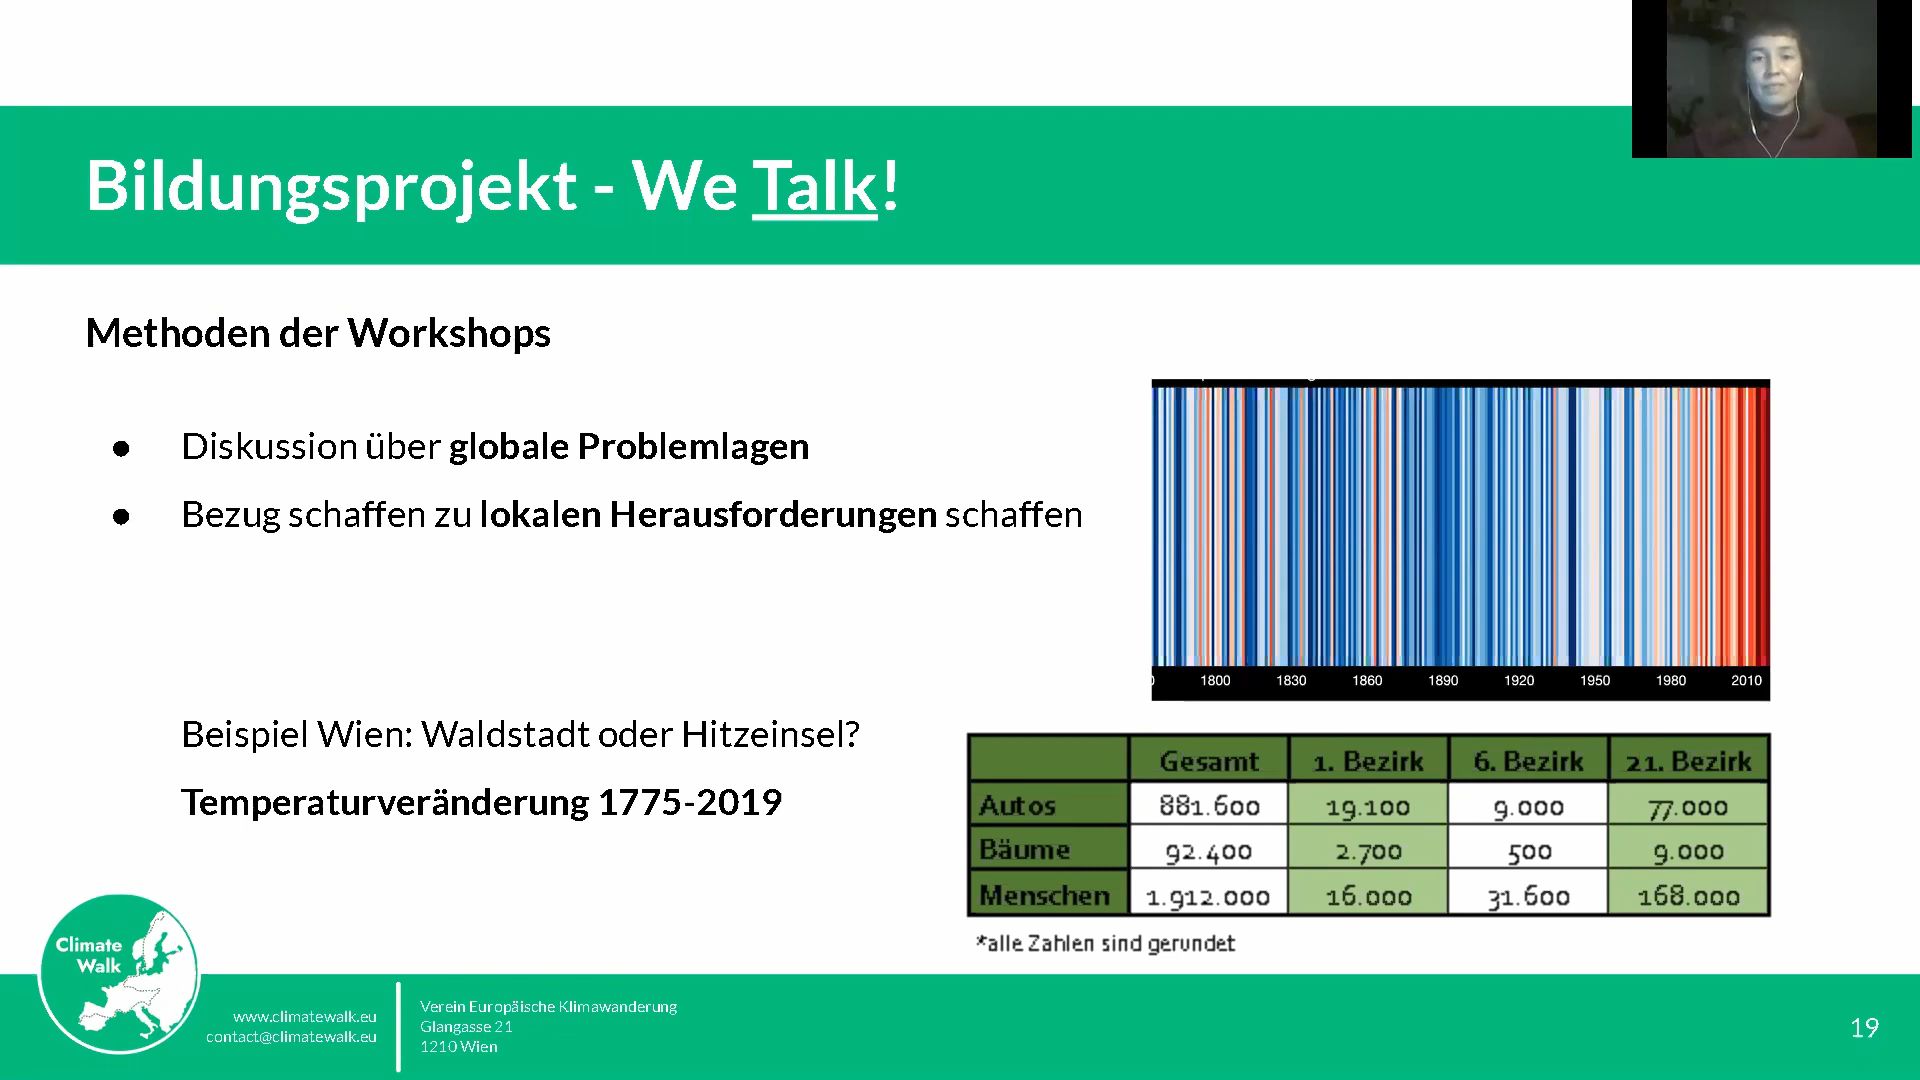 Bildungsprojekt - We Talk!
Methoden der Workshops
● Diskussion über globale Problemlagen
● Bezug schaffen zu lokalen Herausforderungen schaffen
1800 1830 1860 1890 1920 1950 1980 2010
Beispiel Wien: Waldstadt oder Hitzeinsel?
Temperaturveränderung 1775-2019
Gesamt 1. Bezirk 6. Bezirk 21. Bezirk
Autos 881.600 19.100 9.000 77.000
Bäume 92.400 2.700 500 9.000
Menschen 1.912.000 16.000 31.600 168.000
*alle Zahlen sind gerundet
Climate
Walk
www.climatewalk.eu
contact@climatewalk.eu
Verein Europäische Klimawanderung
Glangasse 21
1210 Wien
19